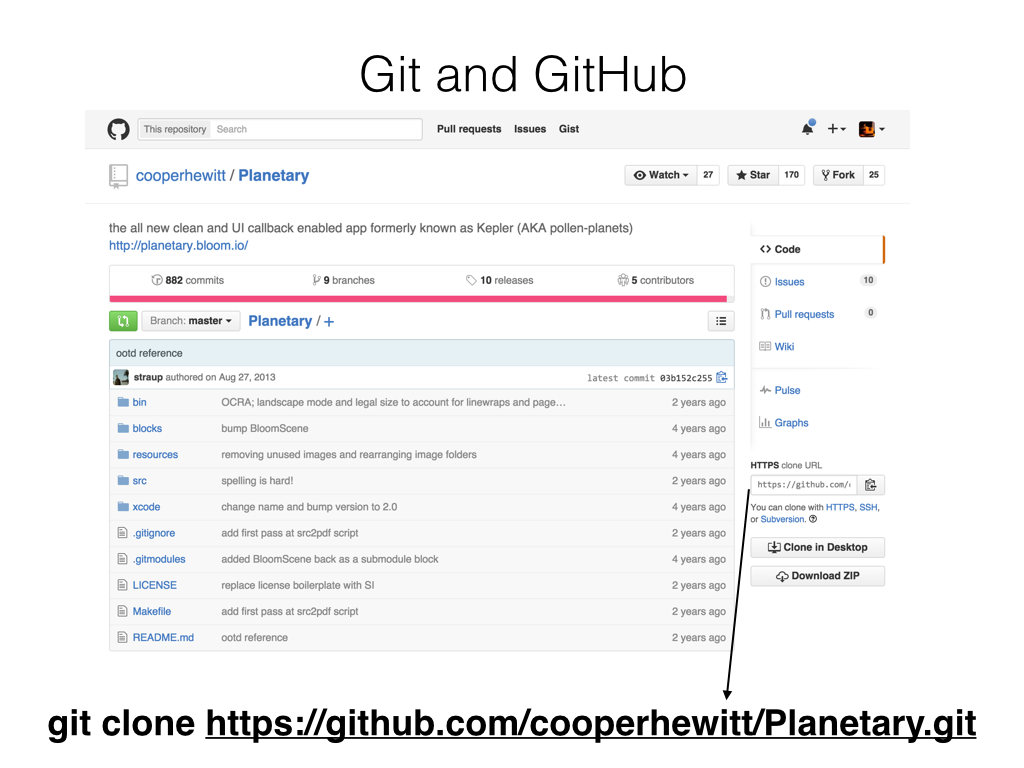 Git and GitHub
This repository Search Pull requests Issues Gist
cooperhewitt / Planetary Watch 27 Star 170 Fork 25
the all new clean and UI callback enabled app formerly known as Kepler (AKA pollen-planets)
http://planetary.bloom.io/
882 commits 9 branches 10 releases 5 contributors
Branch: master Planetary / +
ootd reference
straup authored on Aug 27, 2013 latest commit 03b152c255
bin OCRA; landscape mode and legal size to account for linewraps and page… 2 years ago
blocks bump BloomScene 4 years ago
resources removing unused images and rearranging image folders 4 years ago
src spelling is hard! 2 years ago
xcode change name and bump version to 2.0 4 years ago
.gitignore add first pass at src2pdf script 2 years ago
.gitmodules added BloomScene back as a submodule block 4 years ago
LICENSE replace license boilerplate with SI 2 years ago
Makefile add first pass at src2pdf script 2 years ago
README.md ootd reference 2 years ago
Code
Issues 10
Pull requests 0
Wiki
Pulse
Graphs
HTTPS clone URL
https://github.com/
You can clone with HTTPS, SSH,
or Subversion.
Clone in Desktop
Download ZIP
git clone https://github.com/cooperhewitt/Planetary.git